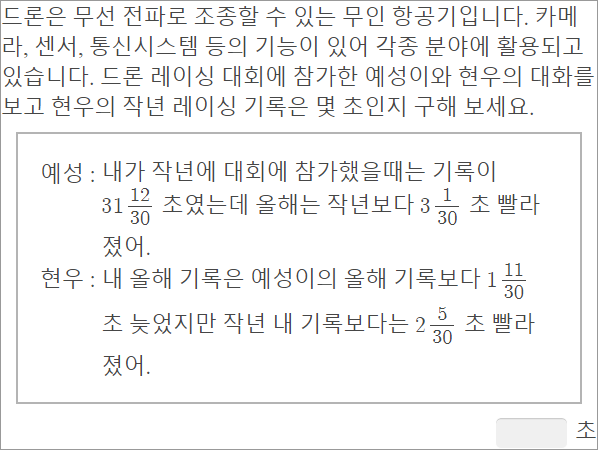 드론은 무선 전파로 조종할 수 있는 무인 항공기입니다. 카메
라, 센서, 통신시스템 등의 기능이 있어 각종 분야에 활용되고
있습니다. 드론 레이싱 대회에 참가한 예성이와 현우의 대화를
보고 현우의 작년 레이싱 기록은 몇 초인지 구해 보세요.
예성 : 내가 작년에 대회에 참가했을때는 기록이
31 12/30 초였는데 올해는 작년보다 3 1/30 초 빨라
졌어.
현우 : 내 올해 기록은 예성이의 올해 기록보다 1 11/30
초 늦었지만 작년 내 기록보다는 2 5/30 초 빨라
졌어.
초